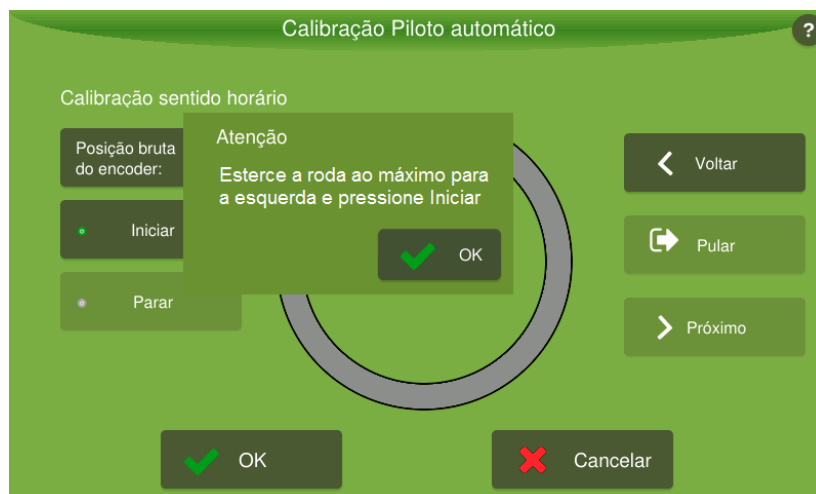 Calibração Piloto automático
?
Calibração sentido horário
Posição bruta
do encoder:
Atenção
Esterce a roda ao máximo para
a esquerda e pressione Iniciar
OK
Iniciar
Parar
Voltar
Pular
Próximo
OK
Cancelar